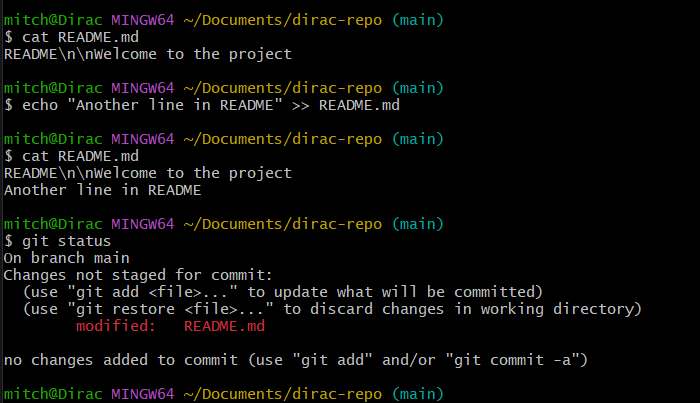 mitch@Dirac MINGW64 ~/Documents/dirac-repo (main)
$ cat README.md
README\n\nWelcome to the project

mitch@Dirac MINGW64 ~/Documents/dirac-repo (main)
$ echo "Another line in README" >> README.md

mitch@Dirac MINGW64 ~/Documents/dirac-repo (main)
$ cat README.md
README\n\nWelcome to the project
Another line in README

mitch@Dirac MINGW64 ~/Documents/dirac-repo (main)
$ git status
On branch main
Changes not staged for commit:
  (use "git add <file>..." to update what will be committed)
  (use "git restore <file>..." to discard changes in working directory)
        modified:   README.md

no changes added to commit (use "git add" and/or "git commit -a")

mitch@Dirac MINGW64 ~/Documents/dirac-repo (main)